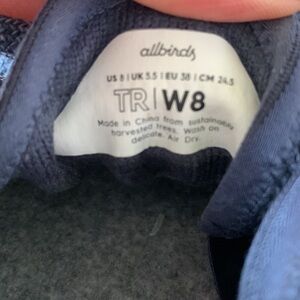 allbirds
US 8 | UK 5.5 | EU 38 | CM 24.5
TR | W8
Made in China from sustainably
harvested trees. Wash on
delicate. Air Dry.